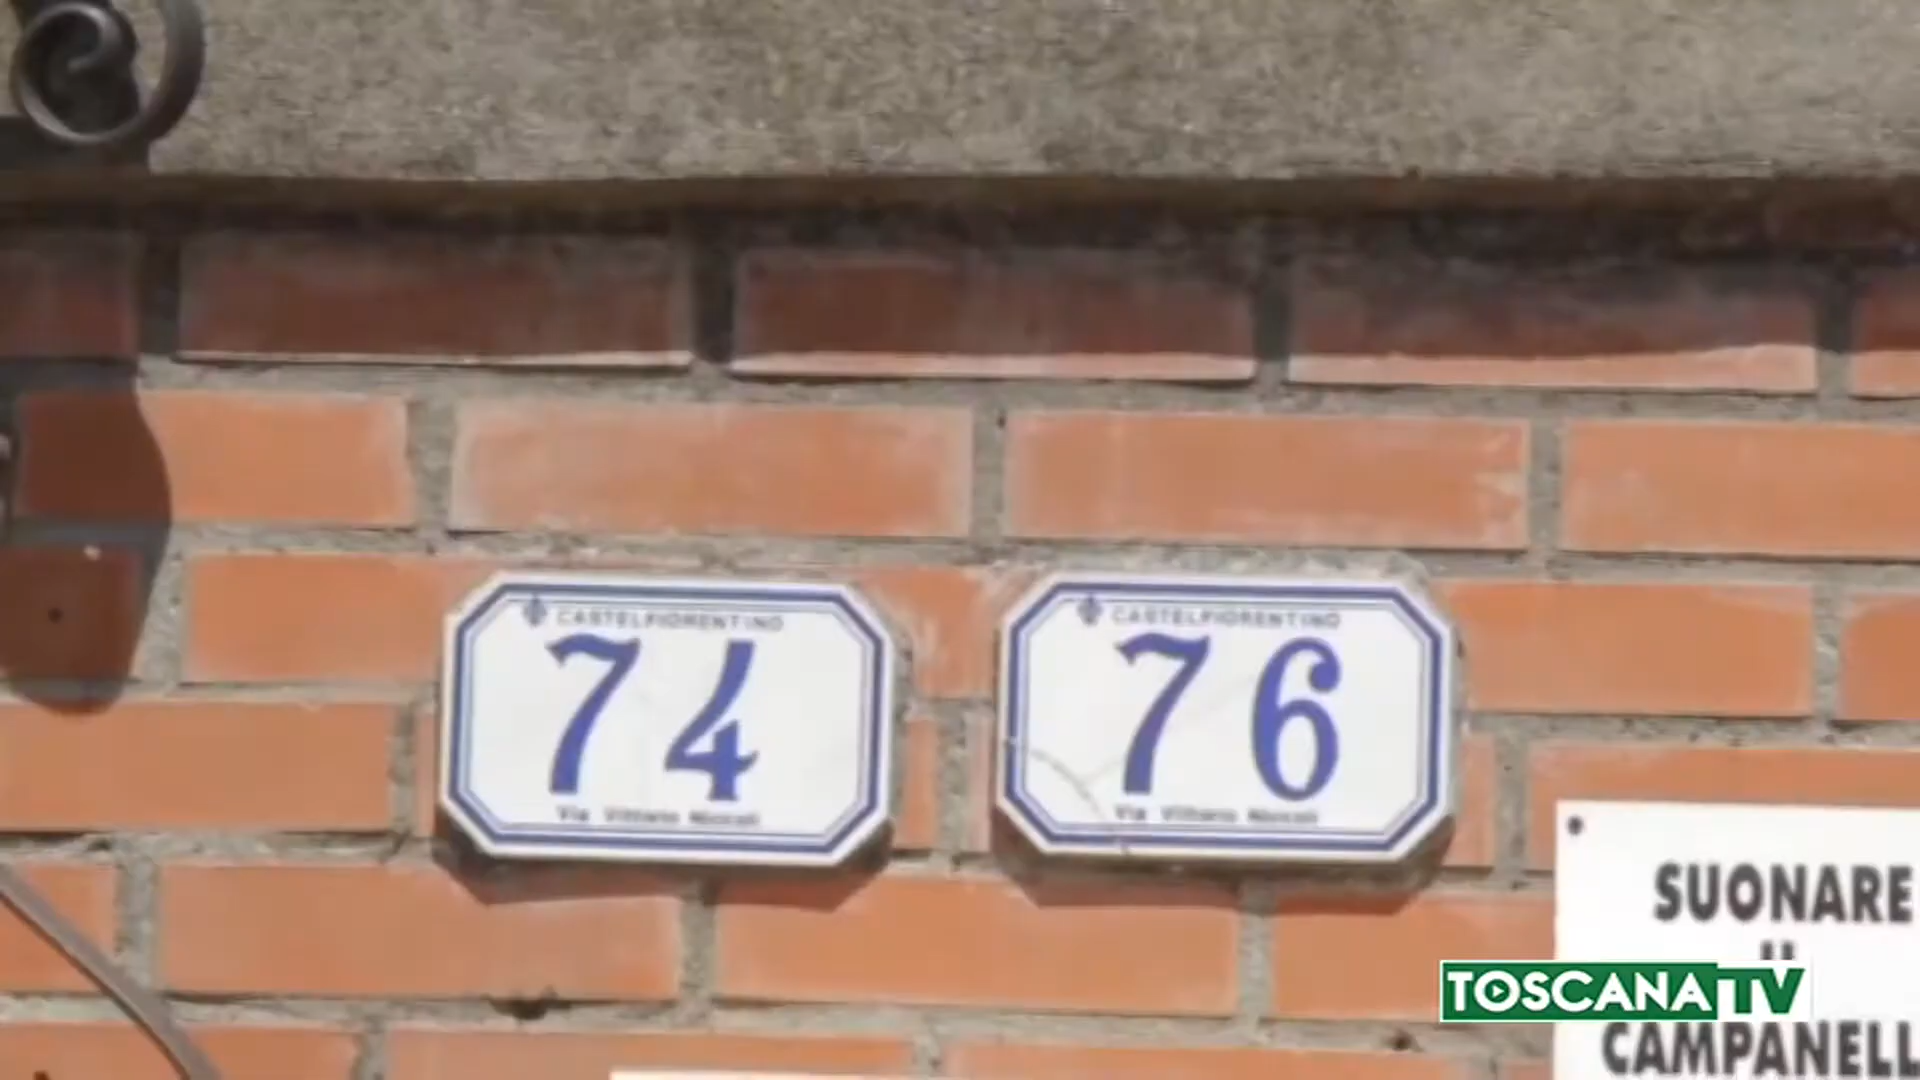 CASTELFIORENTINO
74
Via Vittorio Niccoli
CASTELFIORENTINO
76
Via Vittorio Niccoli
SUONARE
CAMPANELL
TOSCANA TV